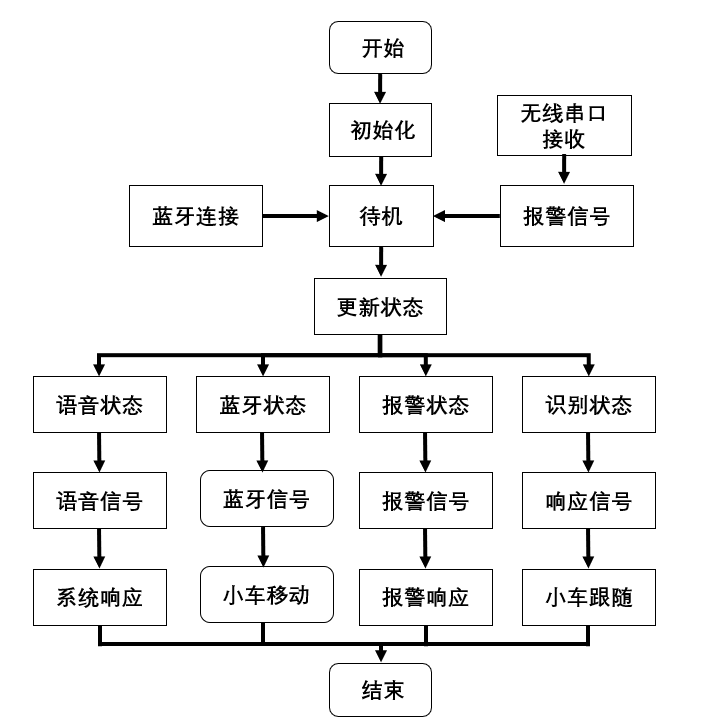 开始
初始化
无线串口
接收
蓝牙连接
待机
报警信号
更新状态
语音状态
蓝牙状态
报警状态
识别状态
语音信号
蓝牙信号
报警信号
响应信号
系统响应
小车移动
报警响应
小车跟随
结束